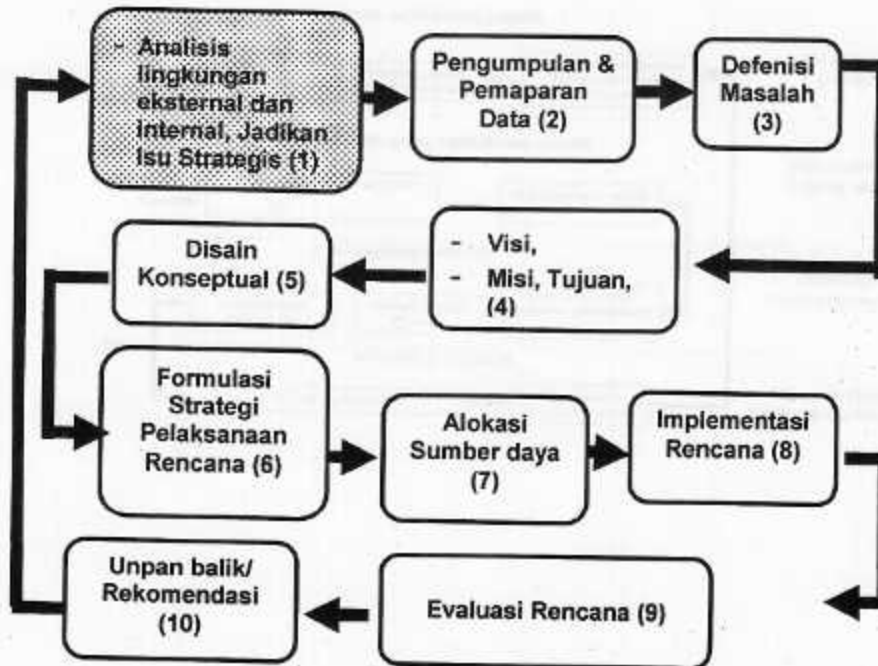 - Analisis
lingkungan
eksternal dan
internal, Jadikan
Isu Strategis (1)
Pengumpulan &
Pemaparan
Data (2)
Defenisi
Masalah
(3)
- Visi,
- Misi, Tujuan,
(4)
Disain
Konseptual (5)
Formulasi
Strategi
Pelaksanaan
Rencana (6)
Alokasi
Sumber daya
(7)
Implementasi
Rencana (8)
Evaluasi Rencana (9)
Unpan balik/
Rekomendasi
(10)